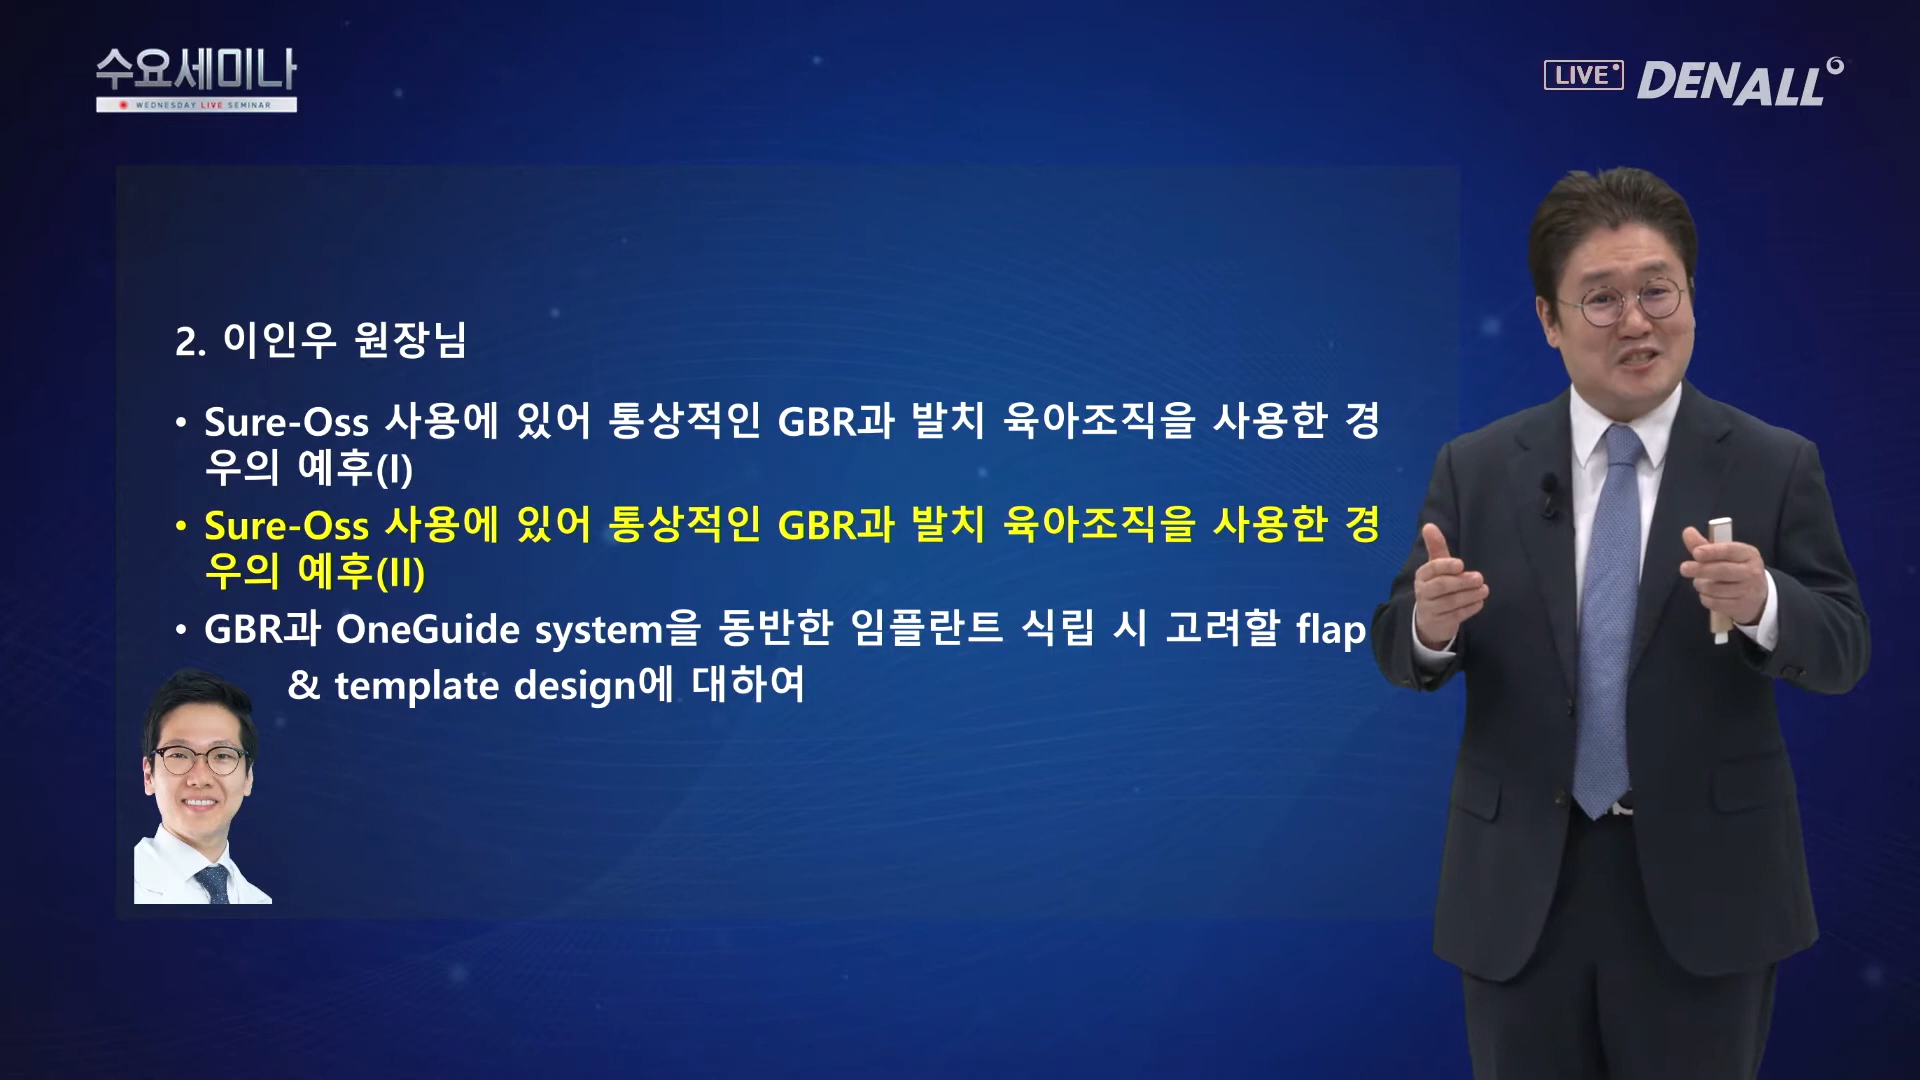 수요세미나
WEDNESDAY LIVE SEMINAR
LIVE
DENALL
2. 이인우 원장님
• Sure-Oss 사용에 있어 통상적인 GBR과 발치 육아조직을 사용한 경
우의 예후(I)
• Sure-Oss 사용에 있어 통상적인 GBR과 발치 육아조직을 사용한 경
우의 예후(II)
• GBR과 OneGuide system을 동반한 임플란트 식립 시 고려할 flap
& template design에 대하여